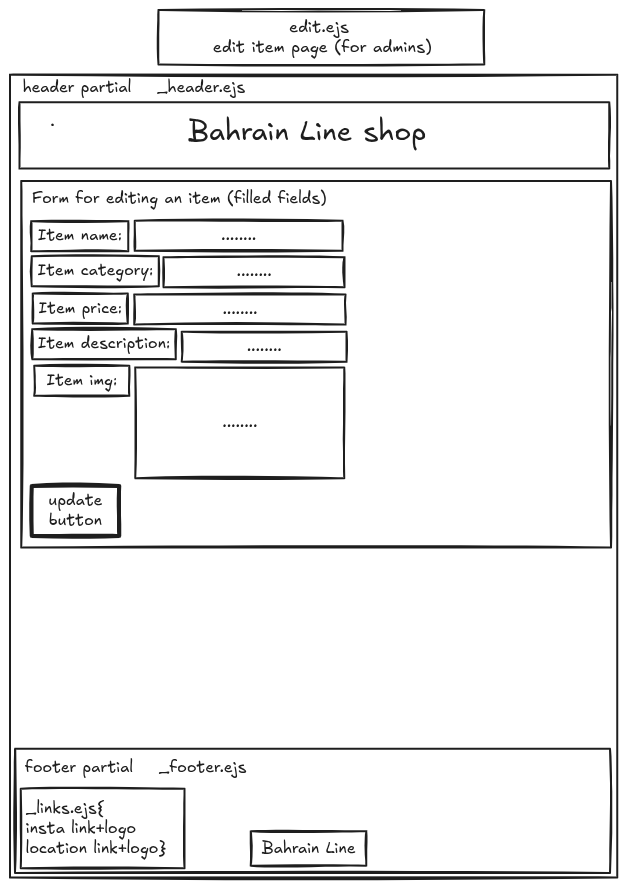 edit.ejs
edit item page (for admins)
header partial _header.ejs
Bahrain Line shop
Form for editing an item (filled fields)
Item name: ........
Item category: ........
Item price: ........
Item description: ........
Item img: ........
update
button
footer partial _footer.ejs
_links.ejs{
insta link+logo
location link+logo}
Bahrain Line